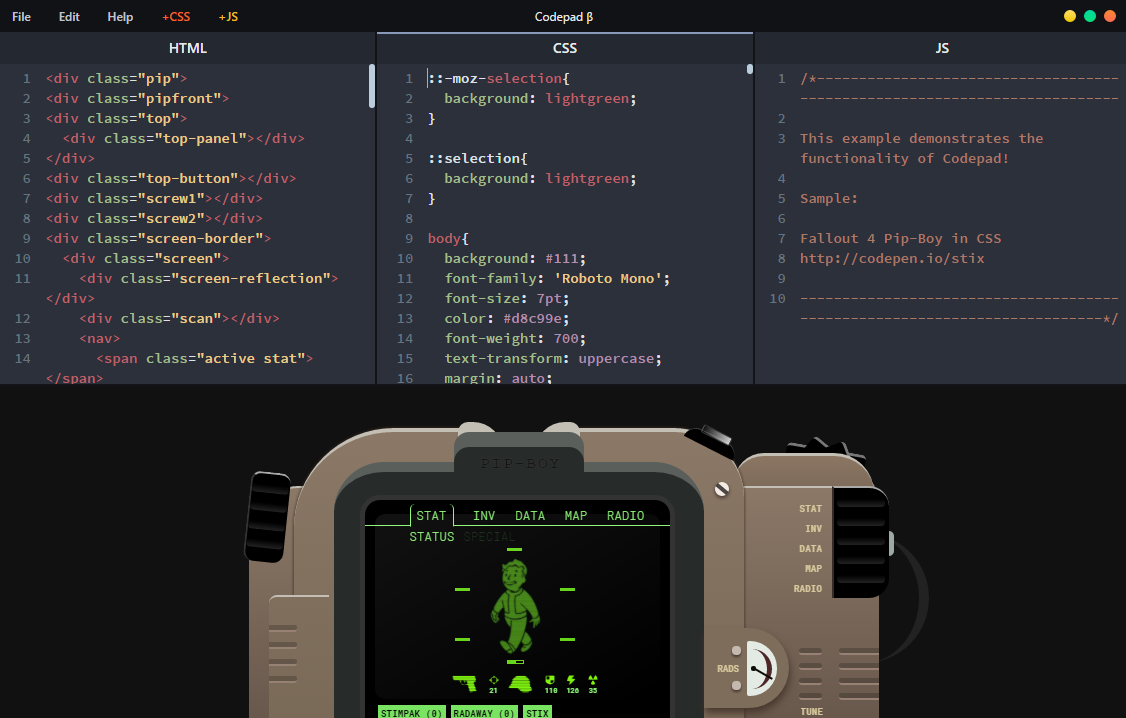 File Edit Help +CSS +JS Codepad β
HTML
1 <div class="pip">
2 <div class="pipfront">
3 <div class="top">
4 <div class="top-panel"></div>
5 </div>
6 <div class="top-button"></div>
7 <div class="screw1"></div>
8 <div class="screw2"></div>
9 <div class="screen-border">
10 <div class="screen">
11 <div class="screen-reflection">
</div>
12 <div class="scan"></div>
13 <nav>
14 <span class="active stat">
</span>
CSS
1 ::-moz-selection{
2 background: lightgreen;
3 }
4
5 ::selection{
6 background: lightgreen;
7 }
8
9 body{
10 background: #111;
11 font-family: 'Roboto Mono';
12 font-size: 7pt;
13 color: #d8c99e;
14 font-weight: 700;
15 text-transform: uppercase;
16 margin: auto;
JS
1 /*--------------------------------------
--------------------------------------
2
3 This example demonstrates the
functionality of Codepad!
4
5 Sample:
6
7 Fallout 4 Pip-Boy in CSS
8 http://codepen.io/stix
9
10 --------------------------------------
------------------------------------*/
PIP-BOY
STAT INV DATA MAP RADIO
STATUS SPECIAL
21 110 126 35
STIMPAK (0) RADAWAY (0) STIX
STAT
INV
DATA
MAP
RADIO
RADS
TUNE